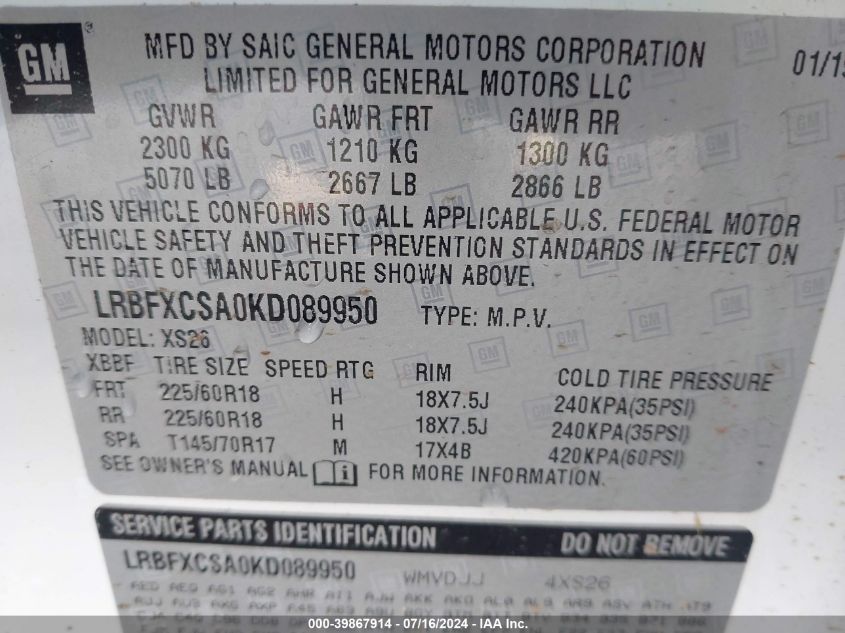 GM
MFD BY SAIC GENERAL MOTORS CORPORATION
LIMITED FOR GENERAL MOTORS LLC
01/15
GVWR GAWR FRT GAWR RR
2300 KG 1210 KG 1300 KG
5070 LB 2667 LB 2866 LB
THIS VEHICLE CONFORMS TO ALL APPLICABLE U.S. FEDERAL MOTOR
VEHICLE SAFETY AND THEFT PREVENTION STANDARDS IN EFFECT ON
THE DATE OF MANUFACTURE SHOWN ABOVE.
LRBFXCSA0KD089950 TYPE: M.P.V.
MODEL: XS26
XBBF TIRE SIZE SPEED RTG RIM COLD TIRE PRESSURE
FRT 225/60R18 H 18X7.5J 240KPA(35PSI)
RR 225/60R18 H 18X7.5J 240KPA(35PSI)
SPA T145/70R17 M 17X4B 420KPA(60PSI)
SEE OWNER'S MANUAL FOR MORE INFORMATION.
SERVICE PARTS IDENTIFICATION DO NOT REMOVE
LRBFXCSA0KD089950 WMVDJJ 4XS26
000-39867914 - 07/16/2024 - IAAI.com